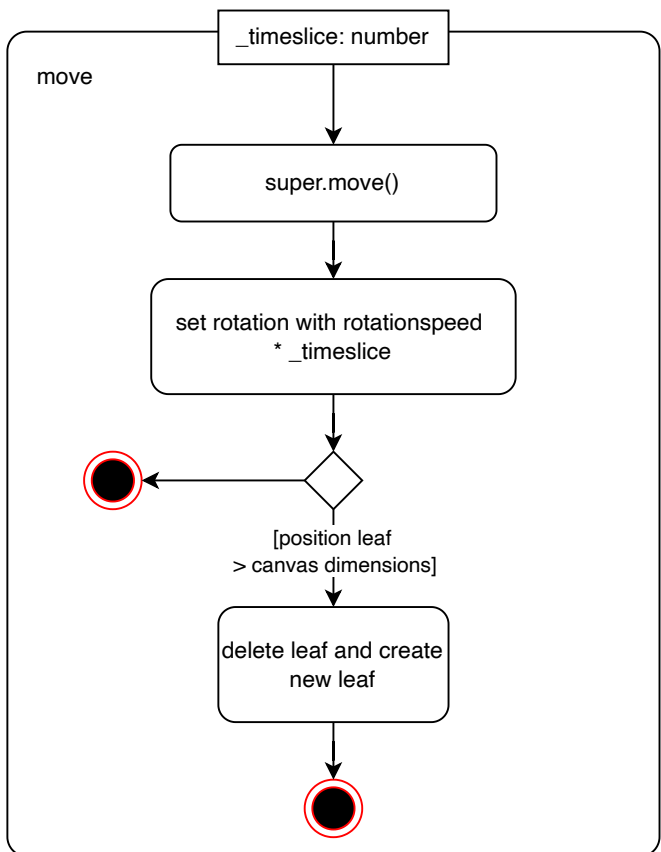 _timeslice: number
move
super.move()
set rotation with rotationspeed
* _timeslice
[position leaf
> canvas dimensions]
delete leaf and create
new leaf